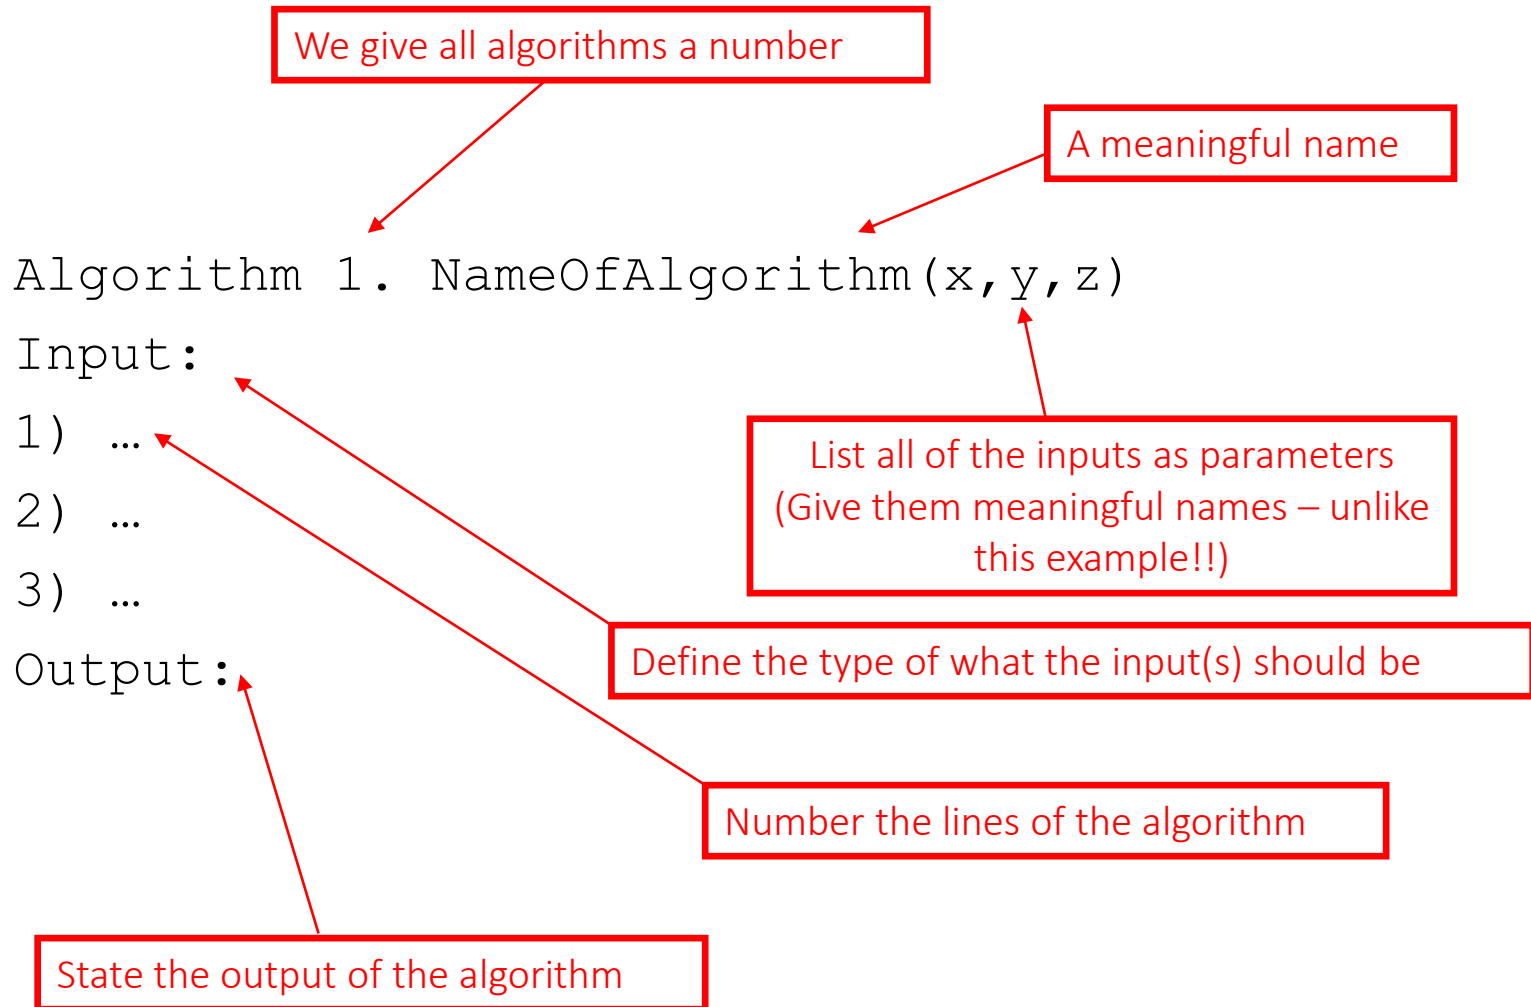 We give all algorithms a number
A meaningful name
Algorithm 1. NameOfAlgorithm(x,y,z)
Input:
1) …
List all of the inputs as parameters
(Give them meaningful names – unlike
this example!!)
2) …
3) …
Output:
Define the type of what the input(s) should be
Number the lines of the algorithm
State the output of the algorithm